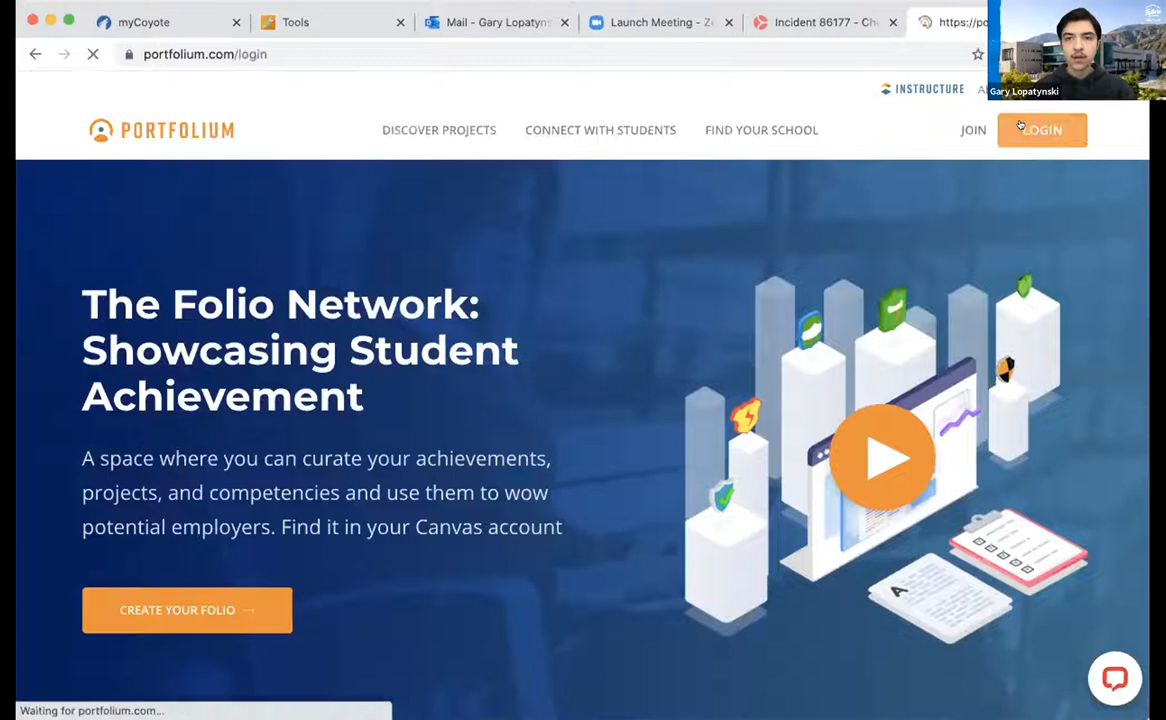 myCoyote
Tools
Mail - Gary Lopatyns
Launch Meeting - Z
Incident 86177 - Ch
https://po
portfolium.com/login
Gary Lopatynski
INSTRUCTURE
PORTFOLIUM
DISCOVER PROJECTS
CONNECT WITH STUDENTS
FIND YOUR SCHOOL
JOIN
LOGIN
The Folio Network:
Showcasing Student
Achievement
A space where you can curate your achievements,
projects, and competencies and use them to wow
potential employers. Find it in your Canvas account
CREATE YOUR FOLIO →
Waiting for portfolium.com...